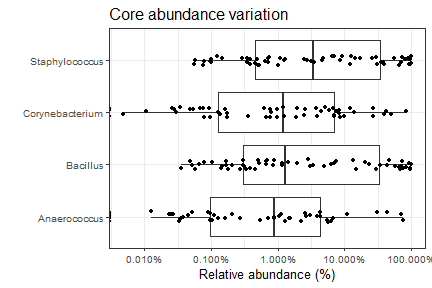 Core abundance variation
Staphylococcus
Corynebacterium
Bacillus
Anaerococcus
0.010% 0.100% 1.000% 10.000% 100.000%
Relative abundance (%)